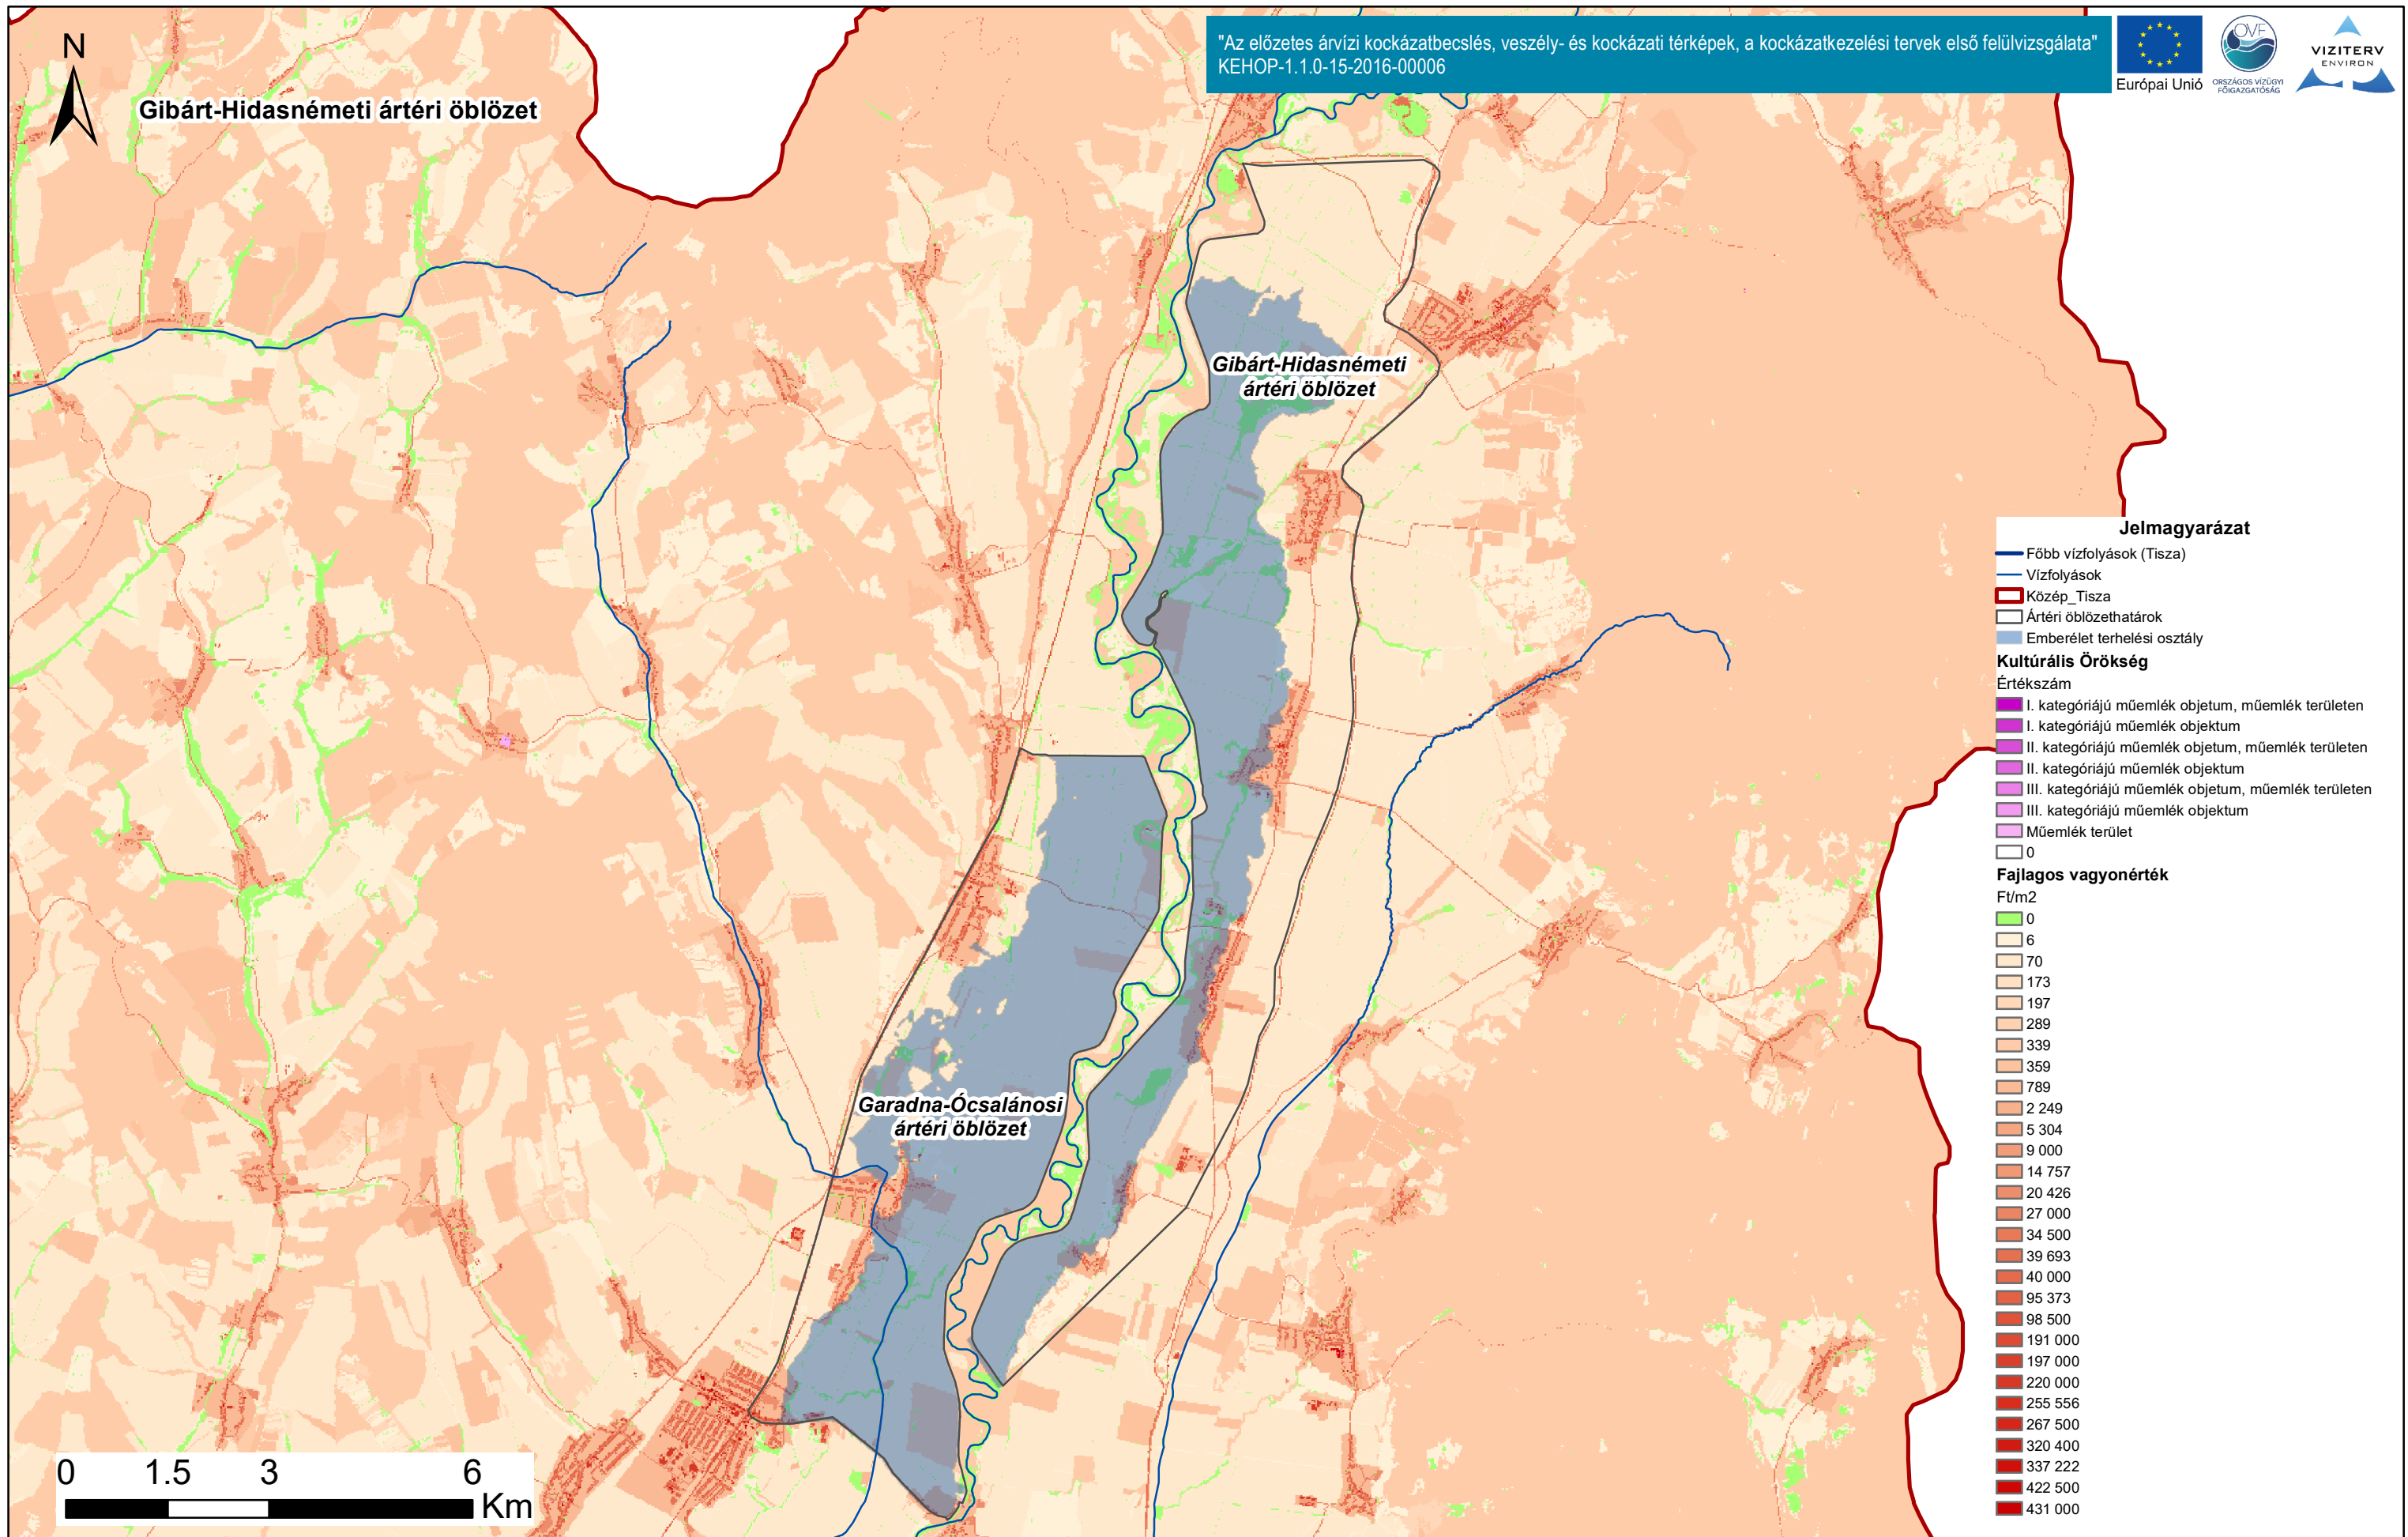 "Az előzetes árvízi kockázatbecslés, veszély- és kockázati térképek, a kockázatkezelési tervek első felülvizsgálata"
KEHOP-1.1.0-15-2016-00006
Európai Unió
OVF
ORSZÁGOS VÍZÜGYI
FŐIGAZGATÓSÁG
VIZITERV
ENVIRON
N
Gibárt-Hidasnémeti ártéri öblözet
Gibárt-Hidasnémeti
ártéri öblözet
Garadna-Ócsalánosi
ártéri öblözet
Jelmagyarázat
Főbb vízfolyások (Tisza)
Vízfolyások
Közép_Tisza
Ártéri öblözethatárok
Emberélet terhelési osztály
Kultúrális Örökség
Értékszám
I. kategóriájú műemlék objetum, műemlék területen
I. kategóriájú műemlék objektum
II. kategóriájú műemlék objetum, műemlék területen
II. kategóriájú műemlék objektum
III. kategóriájú műemlék objetum, műemlék területen
III. kategóriájú műemlék objektum
Műemlék terület
0
Fajlagos vagyonérték
Ft/m2
0
6
70
173
197
289
339
359
789
2 249
5 304
9 000
14 757
20 426
27 000
34 500
39 693
40 000
95 373
98 500
191 000
197 000
220 000
255 556
267 500
320 400
337 222
422 500
431 000
0 1.5 3 6
Km